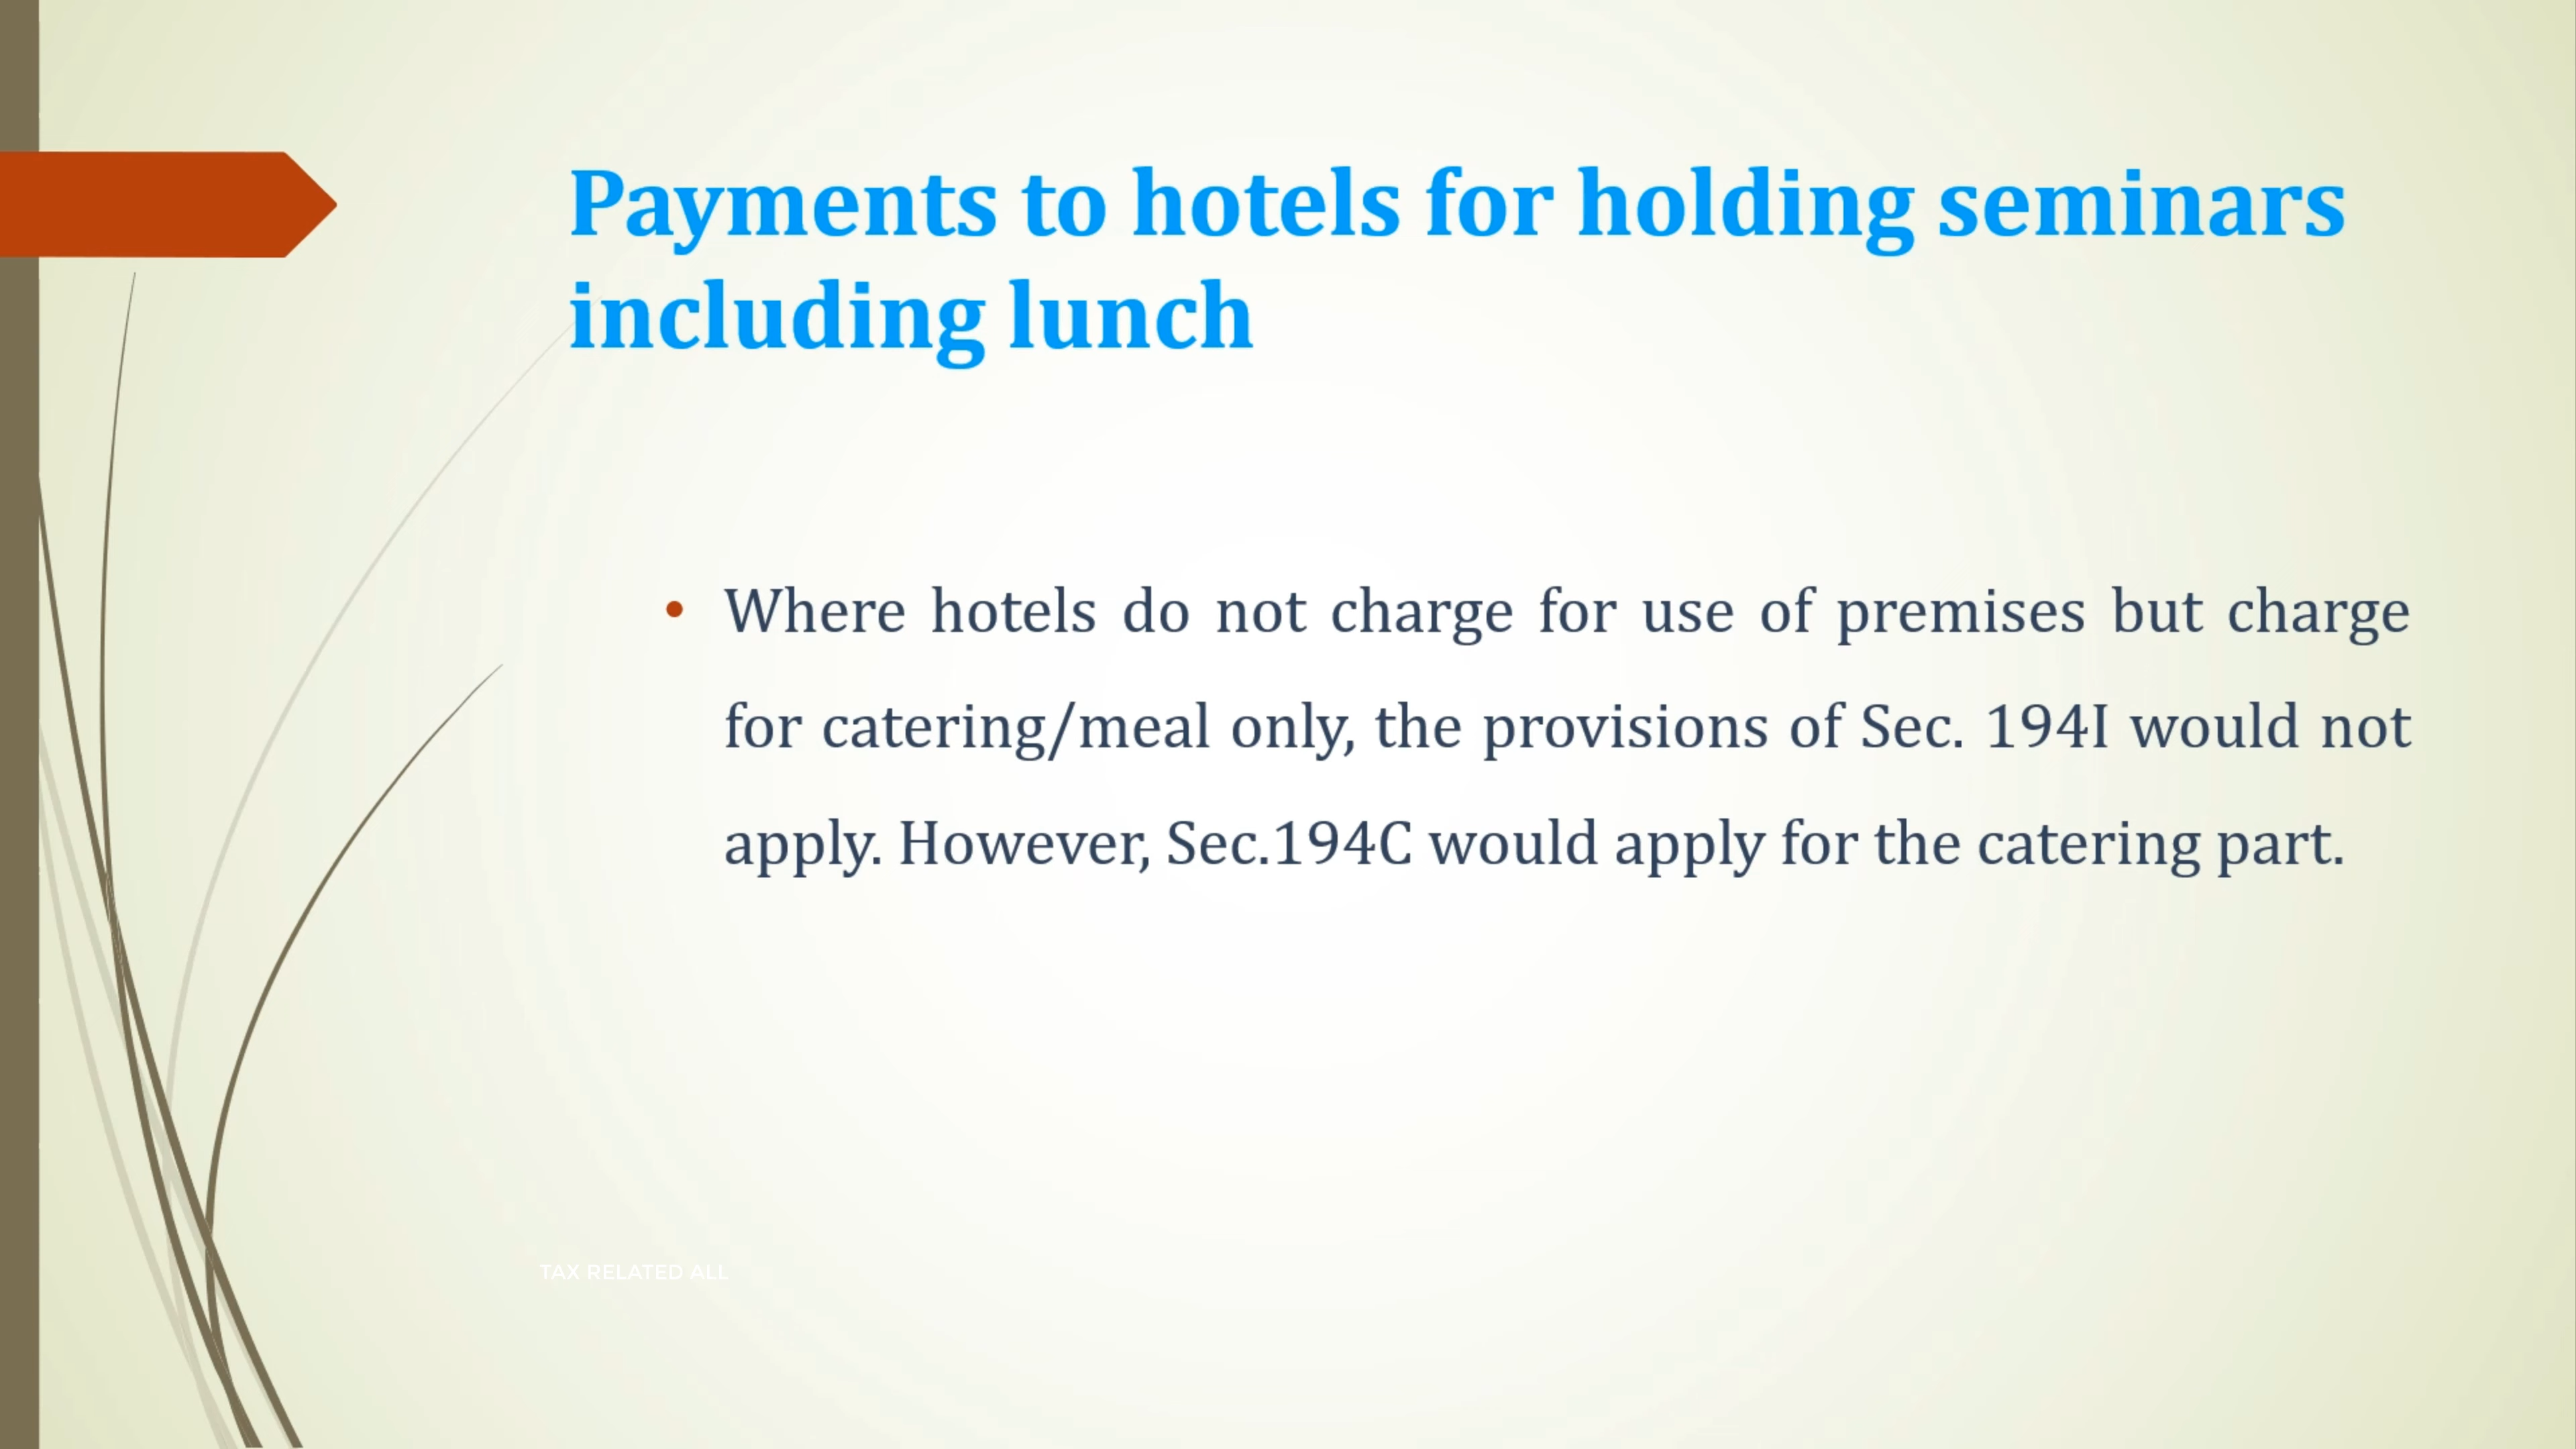 Payments to hotels for holding seminars
including lunch
• Where hotels do not charge for use of premises but charge
for catering/meal only, the provisions of Sec. 194I would not
apply. However, Sec.194C would apply for the catering part.
TAX RELATED ALL